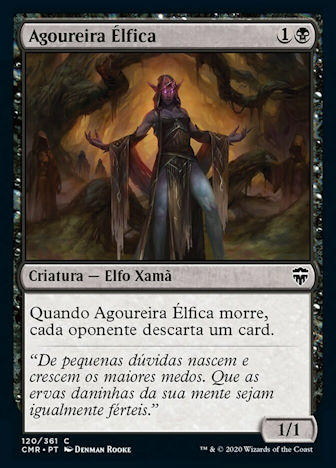 Agoureira Élfica 1
Criatura — Elfo Xamã
Quando Agoureira Élfica morre,
cada oponente descarta um card.
“De pequenas dúvidas nascem e
crescem os maiores medos. Que as
ervas daninhas da sua mente sejam
igualmente férteis.”
1/1
120/361 C
CMR • PT DENMAN ROOKE
™ & © 2020 Wizards of the Coast